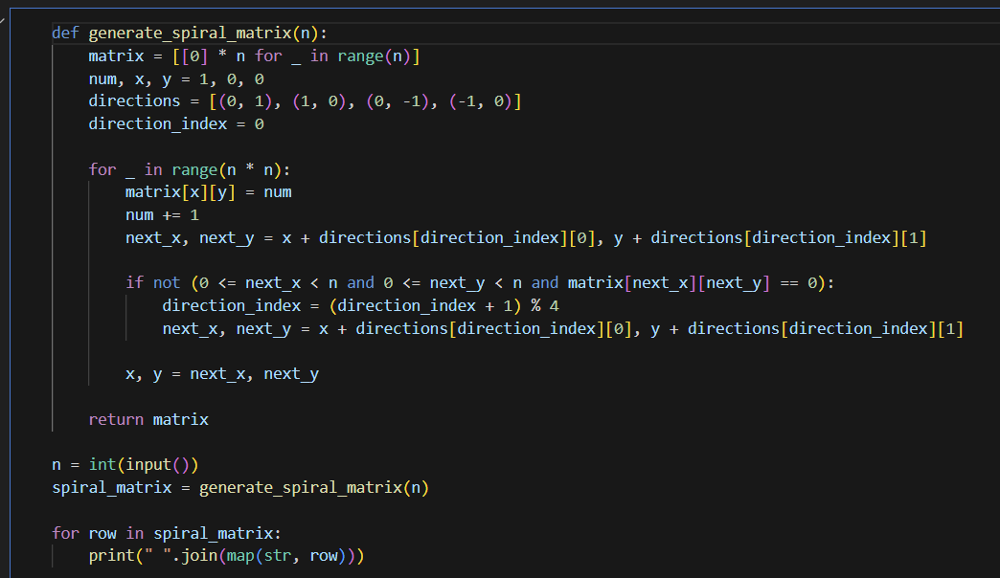 def generate_spiral_matrix(n):
    matrix = [[0] * n for _ in range(n)]
    num, x, y = 1, 0, 0
    directions = [(0, 1), (1, 0), (0, -1), (-1, 0)]
    direction_index = 0

    for _ in range(n * n):
        matrix[x][y] = num
        num += 1
        next_x, next_y = x + directions[direction_index][0], y + directions[direction_index][1]

        if not (0 <= next_x < n and 0 <= next_y < n and matrix[next_x][next_y] == 0):
            direction_index = (direction_index + 1) % 4
            next_x, next_y = x + directions[direction_index][0], y + directions[direction_index][1]

        x, y = next_x, next_y

    return matrix

n = int(input())
spiral_matrix = generate_spiral_matrix(n)

for row in spiral_matrix:
    print(" ".join(map(str, row)))